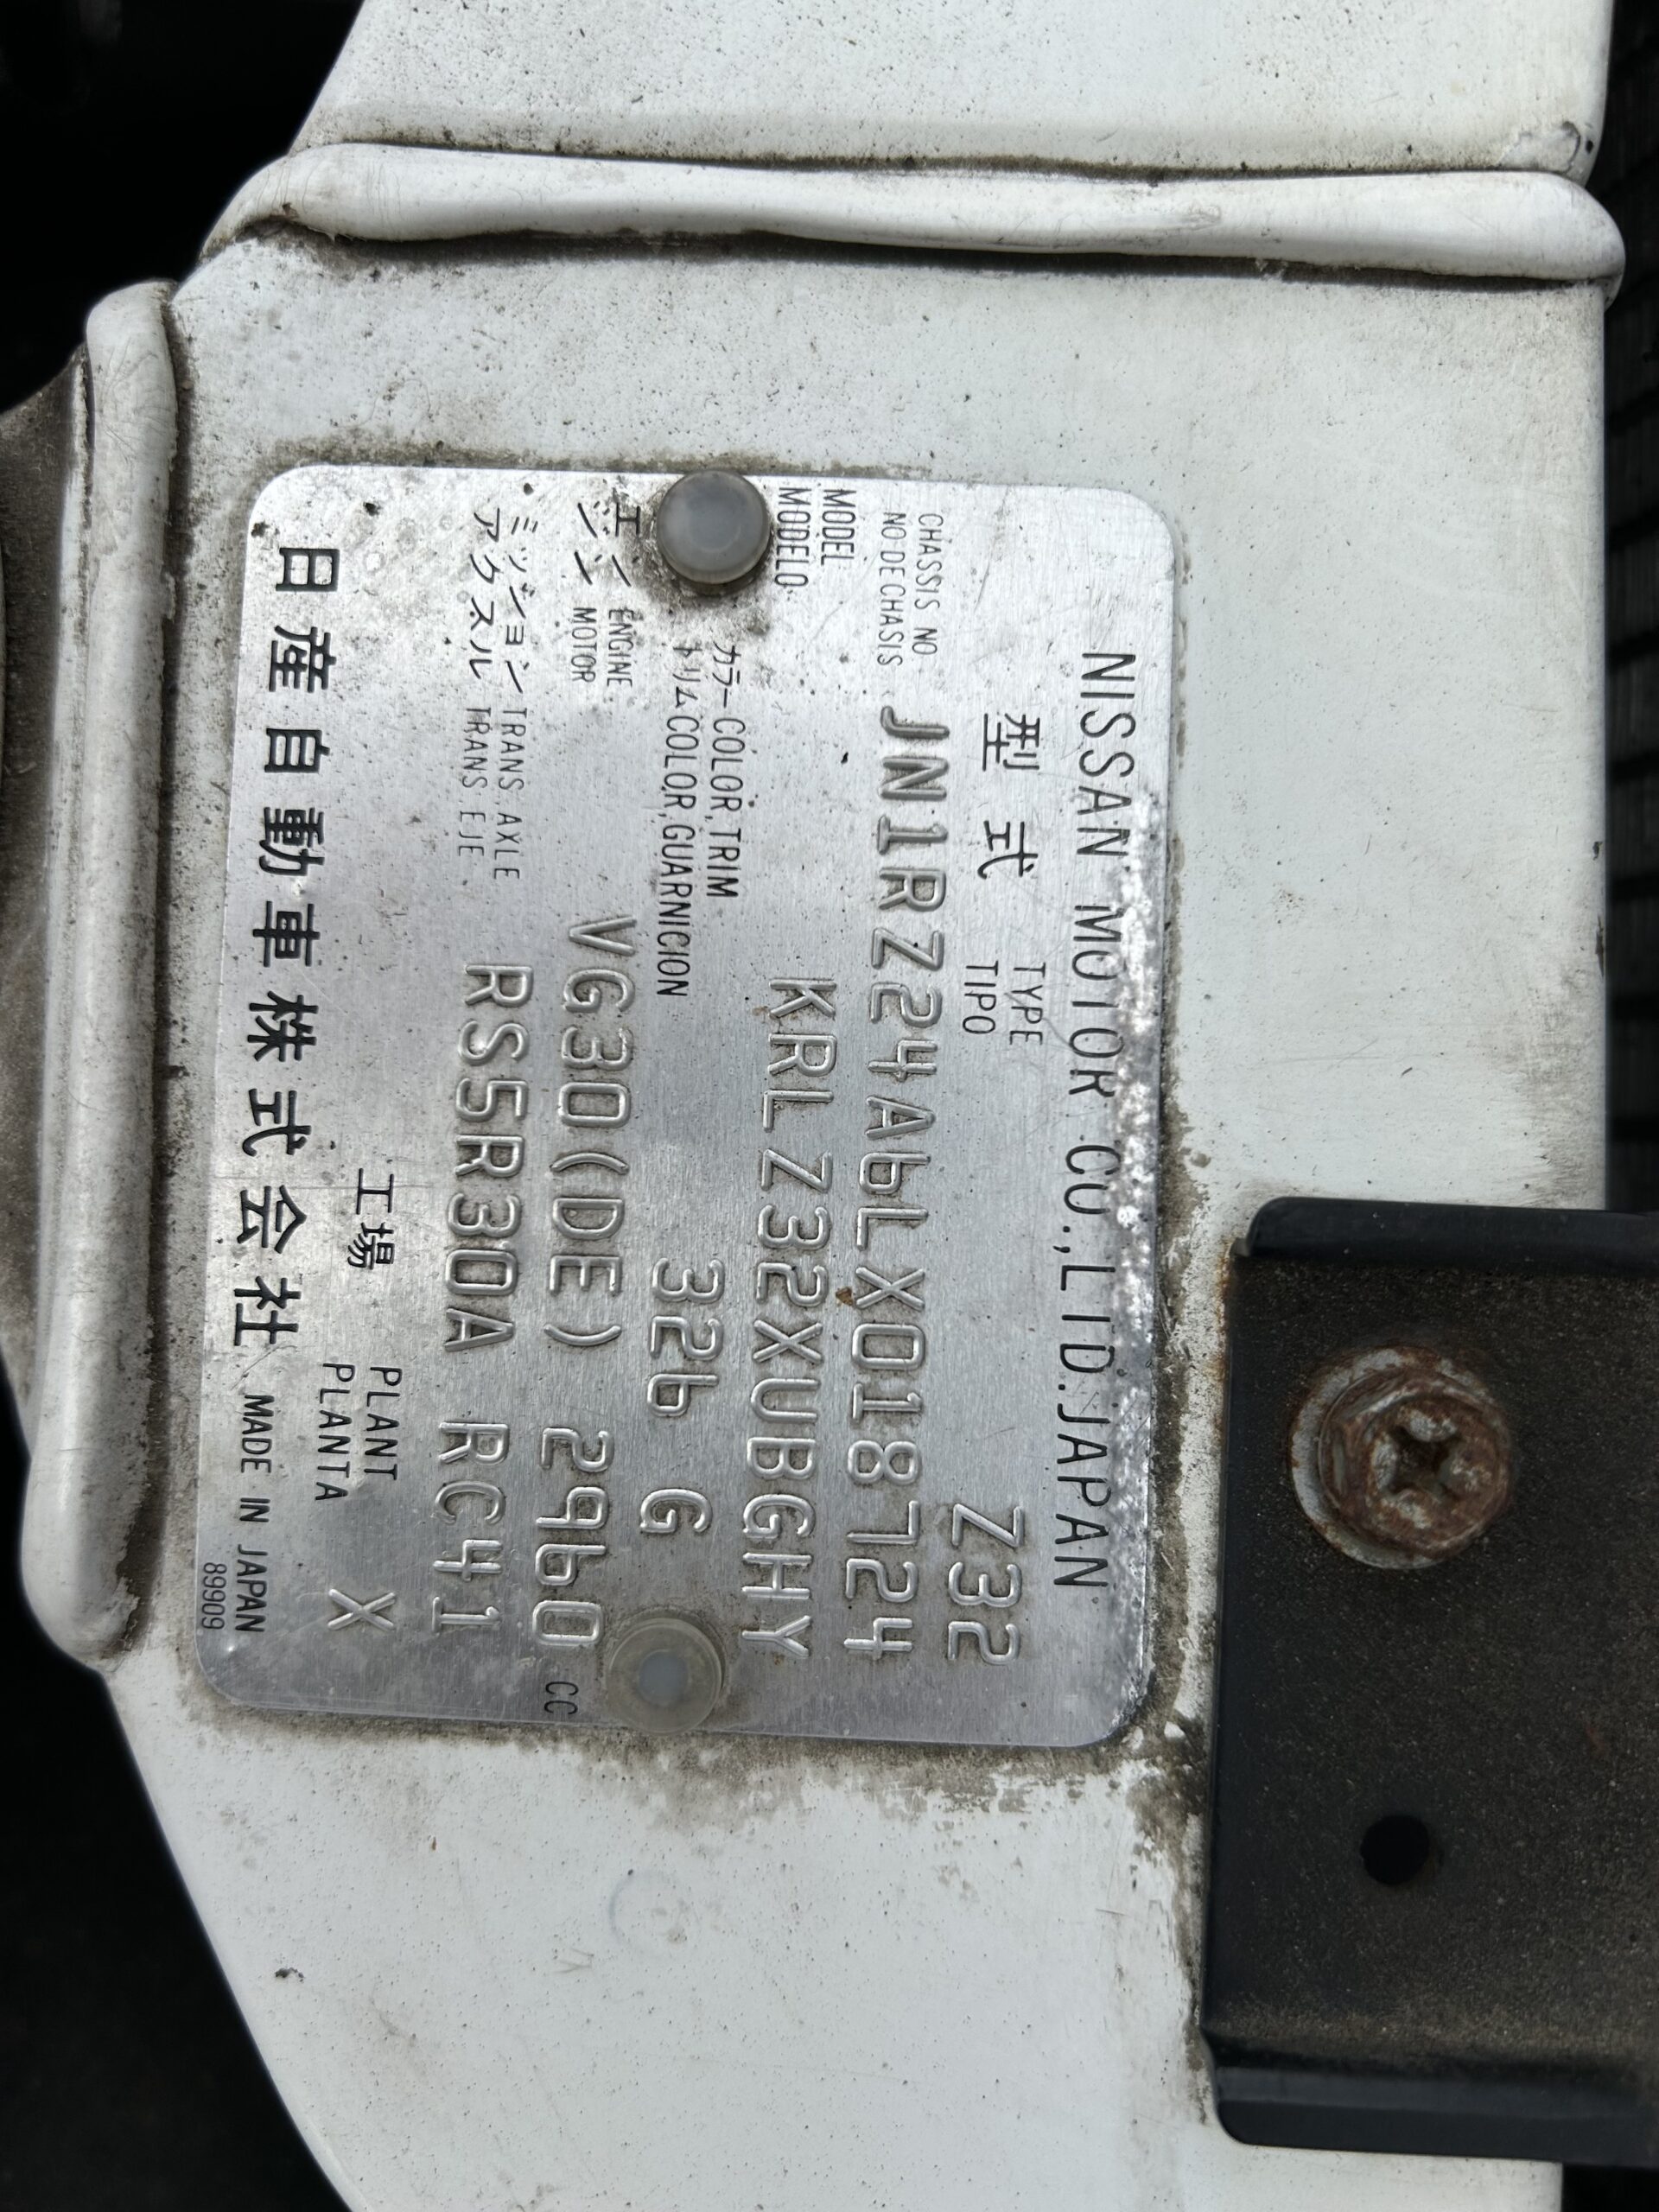 NISSAN MOTOR CO.,LTD.JAPAN
型式 TYPE Z32
TIPO
CHASSIS NO
NO DE CHASIS JN1RZ24A6LX018724
MODEL
MODELO KRLZ32XUBGHY
カラー COLOR,TRIM
トリム COLOR,GUARNICION 326 G
エン ENGINE
ジン MOTOR VG30(DE) 2960 CC
ミッション TRANS,AXLE
アクスル TRANS,EJE RS5R30A RC41
工場 PLANT
PLANTA X
日産自動車株式会社 MADE IN JAPAN
89909